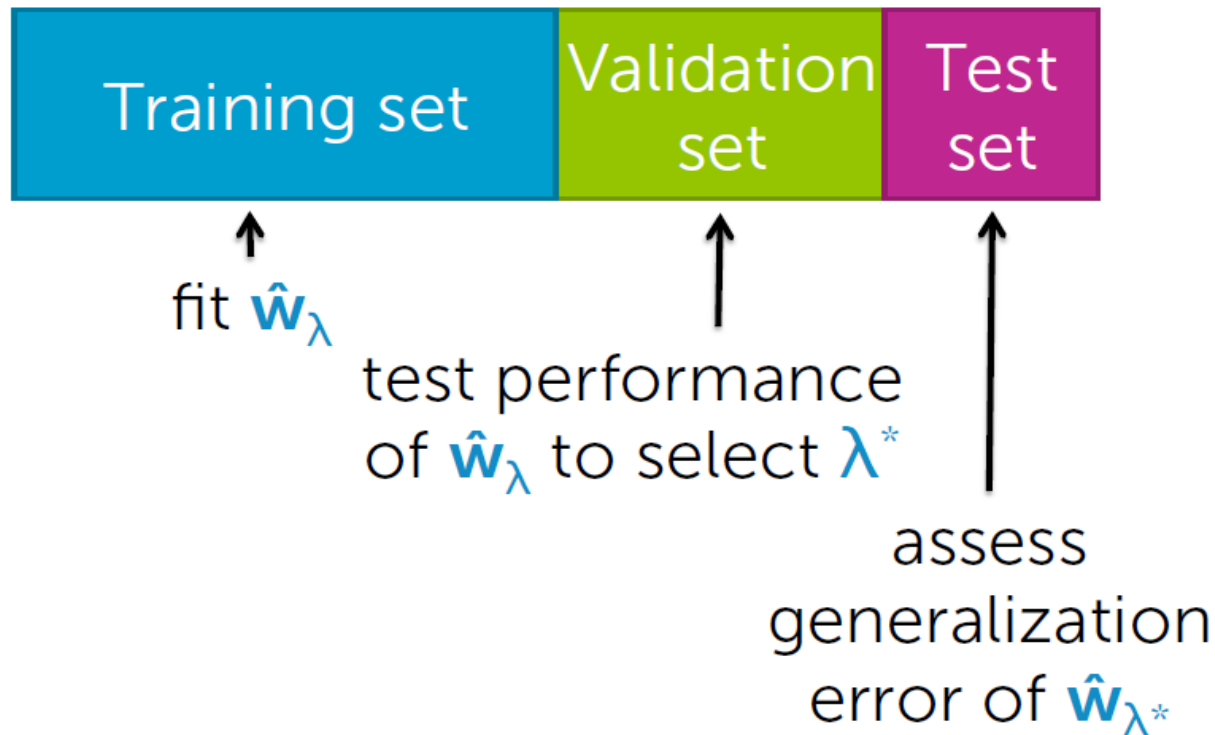 Training set
Validation
set
Test
set
fit ŵλ
test performance
of ŵλ to select λ*
assess
generalization
error of ŵλ*